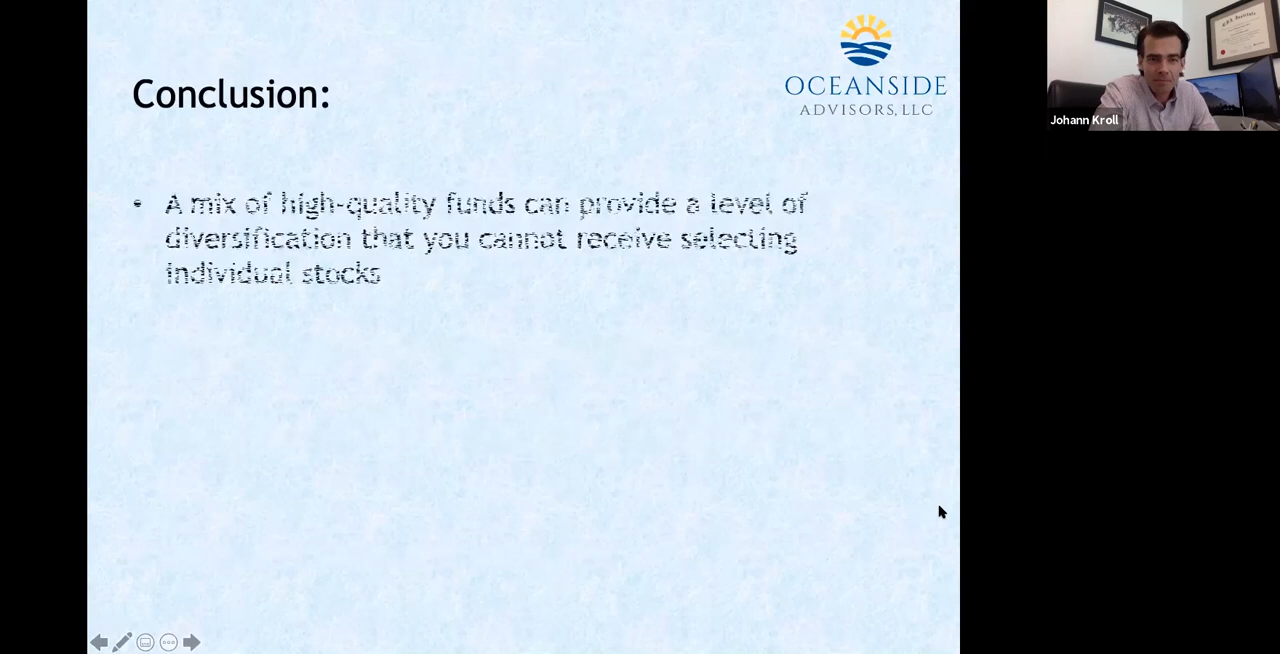 Conclusion:
OCEANSIDE
ADVISORS, LLC
• A mix of high-quality funds can provide a level of
diversification that you cannot receive selecting
individual stocks
Johann Kroll